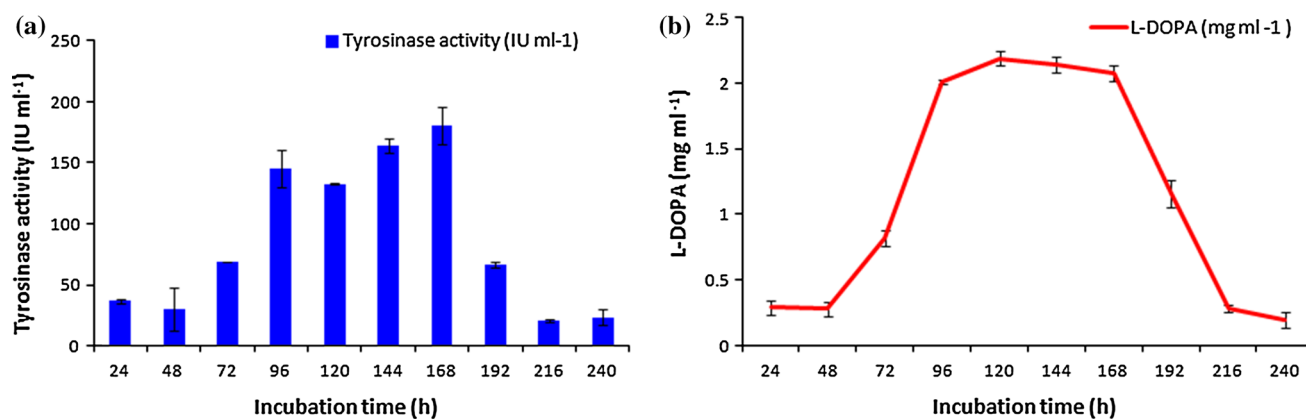 (a)
Tyrosinase activity (IU ml-1)
Tyrosinase activity (IU ml⁻¹)
250
200
150
100
50
0
24 48 72 96 120 144 168 192 216 240
Incubation time (h)
(b)
L-DOPA (mg ml -1)
L-DOPA (mg ml⁻¹)
2.5
2
1.5
1
0.5
0
24 48 72 96 120 144 168 192 216 240
Incubation time (h)